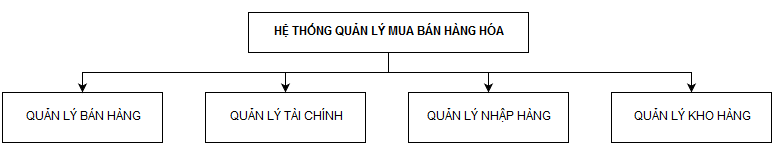 HỆ THỐNG QUẢN LÝ MUA BÁN HÀNG HÓA
QUẢN LÝ BÁN HÀNG
QUẢN LÝ TÀI CHÍNH
QUẢN LÝ NHẬP HÀNG
QUẢN LÝ KHO HÀNG